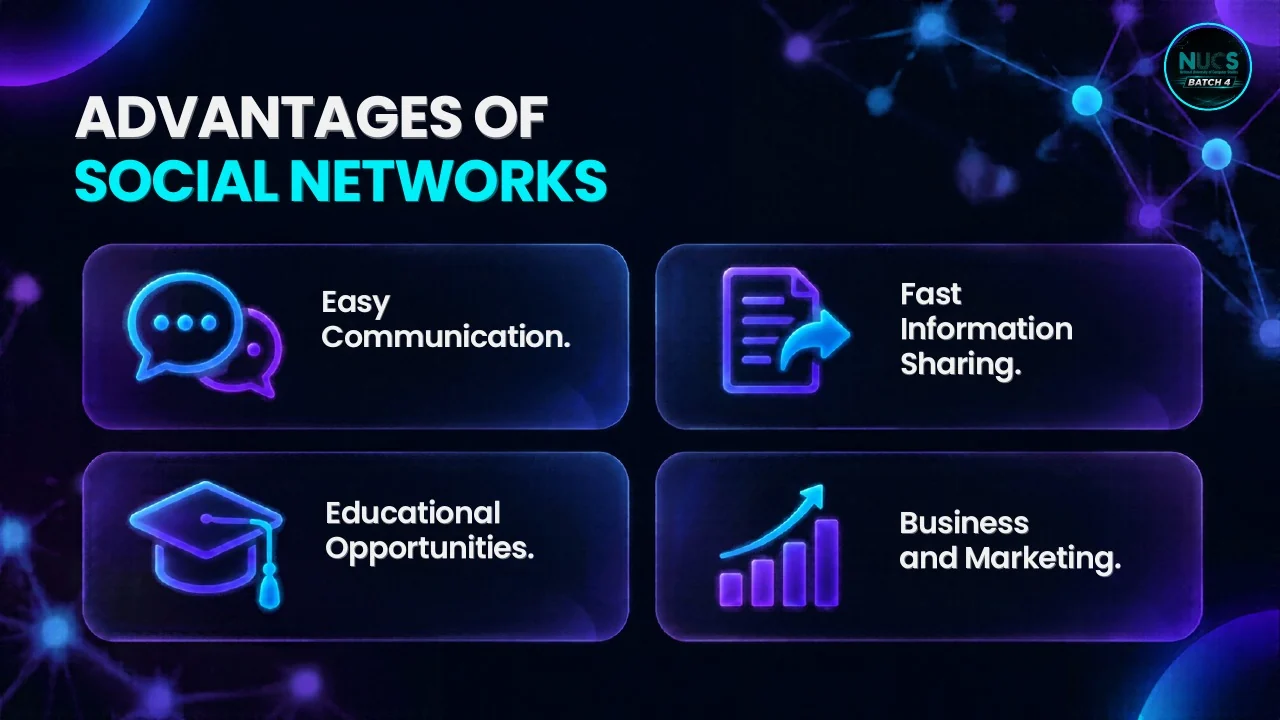 NUCS
BATCH 4
ADVANTAGES OF
SOCIAL NETWORKS
Easy
Communication.
Fast
Information
Sharing.
Educational
Opportunities.
Business
and Marketing.